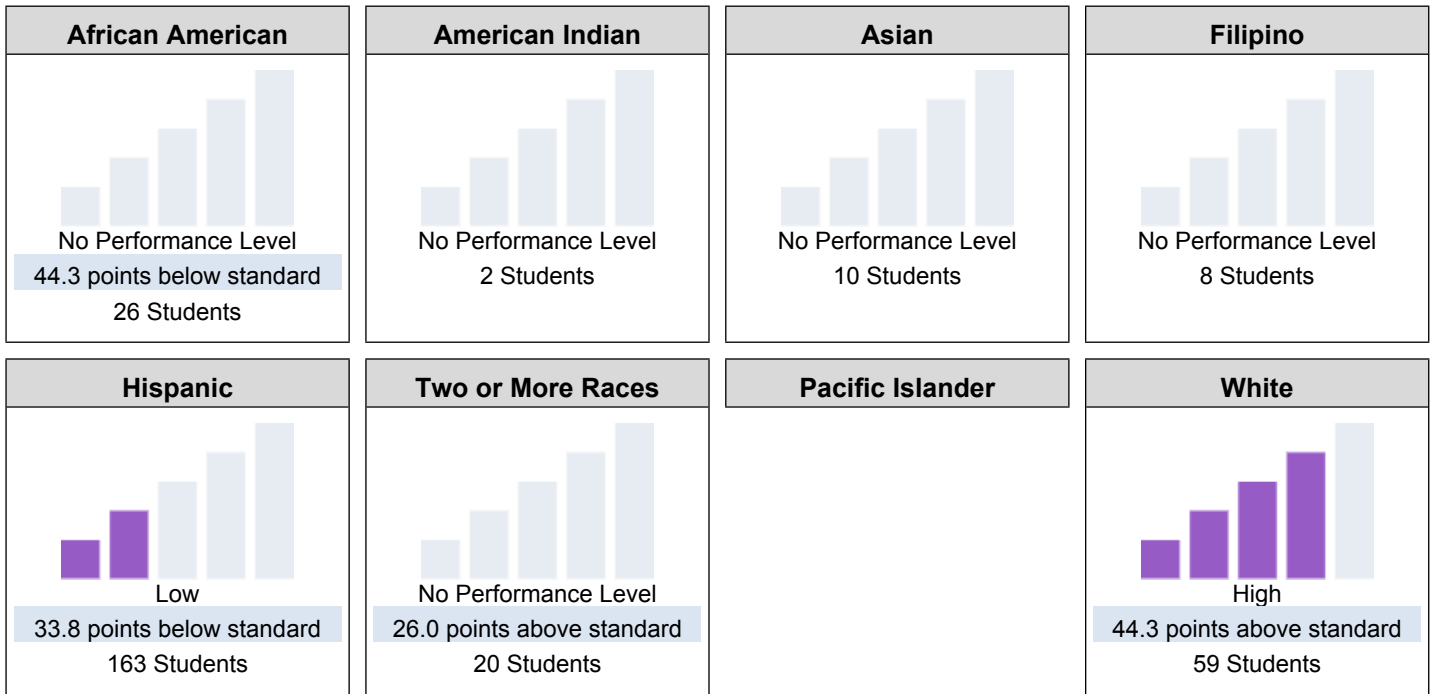 African American
No Performance Level
44.3 points below standard
26 Students
American Indian
No Performance Level
2 Students
Asian
No Performance Level
10 Students
Filipino
No Performance Level
8 Students
Hispanic
Low
33.8 points below standard
163 Students
Two or More Races
No Performance Level
26.0 points above standard
20 Students
Pacific Islander
White
High
44.3 points above standard
59 Students